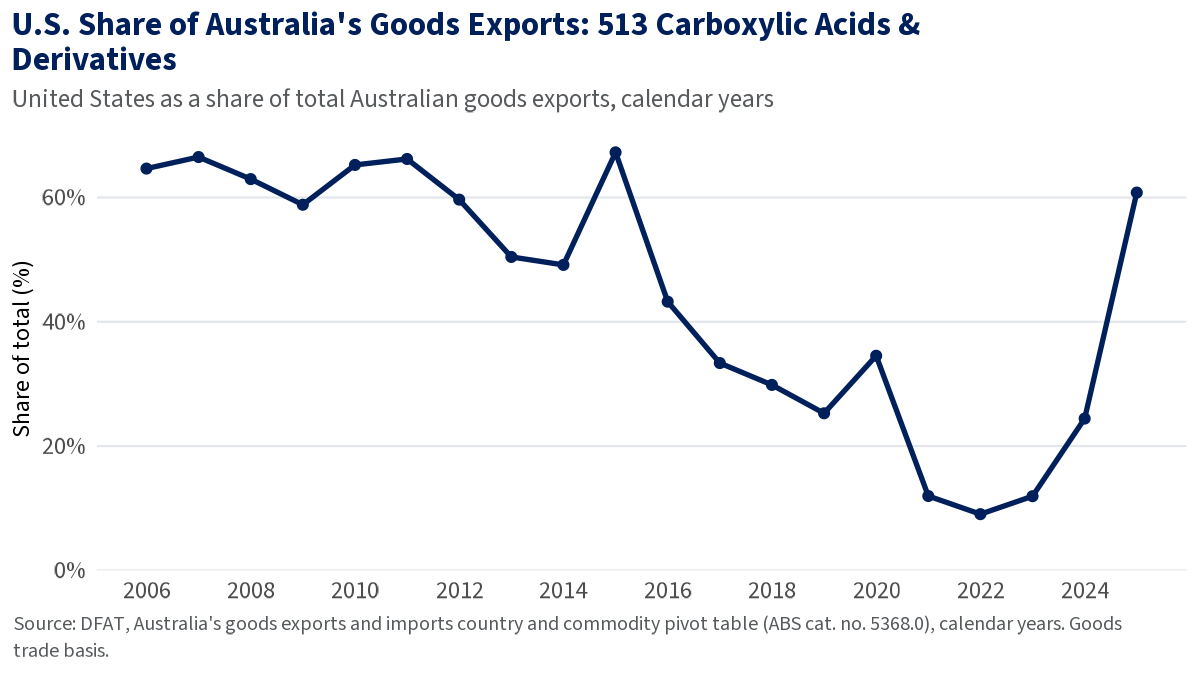 U.S. Share of Australia's Goods Exports: 513 Carboxylic Acids &
Derivatives
United States as a share of total Australian goods exports, calendar years
Share of total (%)
60%
40%
20%
0%
2006 2008 2010 2012 2014 2016 2018 2020 2022 2024
Source: DFAT, Australia's goods exports and imports country and commodity pivot table (ABS cat. no. 5368.0), calendar years. Goods
trade basis.